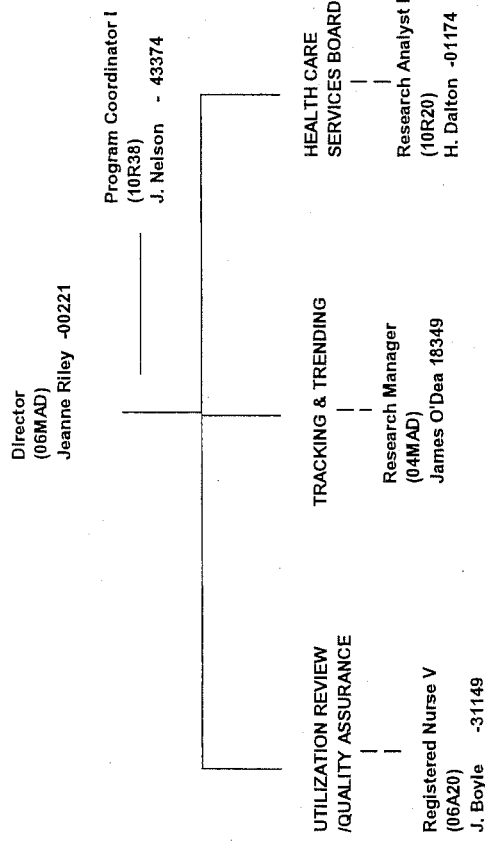 Director
(06MAD)
Jeanne Riley -00221
Program Coordinator I
(10R38)
J. Nelson - 43374
UTILIZATION REVIEW
/QUALITY ASSURANCE
Registered Nurse V
(06A20)
J. Boyle -31149
TRACKING & TRENDING
Research Manager
(04MAD)
James O'Dea 18349
HEALTH CARE
SERVICES BOARD
Research Analyst
(10R20)
H. Dalton -01174